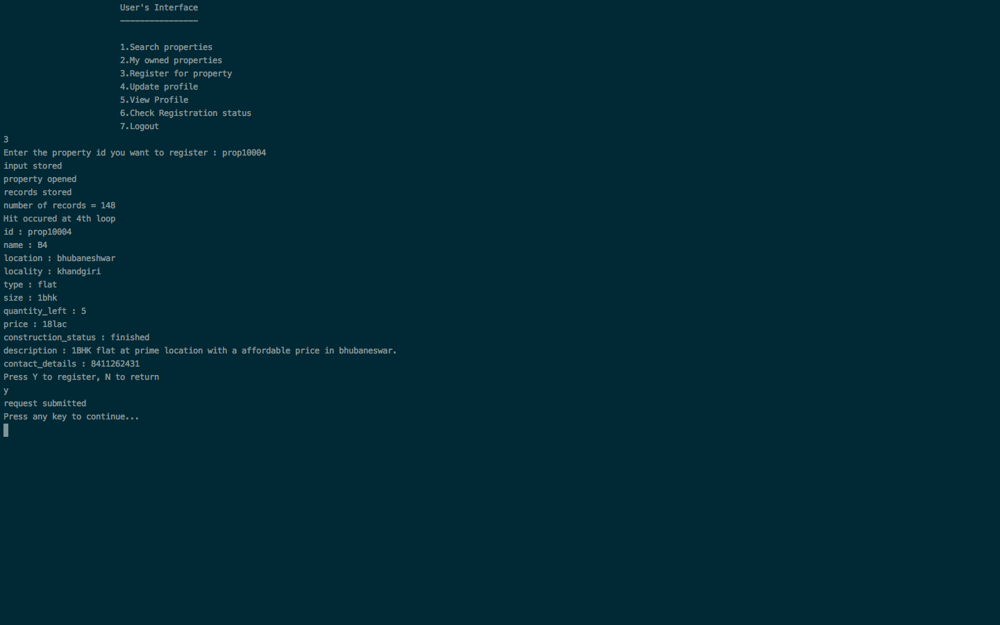 User's Interface
----------------
1.Search properties
2.My owned properties
3.Register for property
4.Update profile
5.View Profile
6.Check Registration status
7.Logout
3
Enter the property id you want to register : prop10004
input stored
property opened
records stored
number of records = 148
Hit occured at 4th loop
id : prop10004
name : B4
location : bhubaneshwar
locality : khandgiri
type : flat
size : 1bhk
quantity_left : 5
price : 18lac
construction_status : finished
description : 1BHK flat at prime location with a affordable price in bhubaneswar.
contact_details : 8411262431
Press Y to register, N to return
y
request submitted
Press any key to continue...